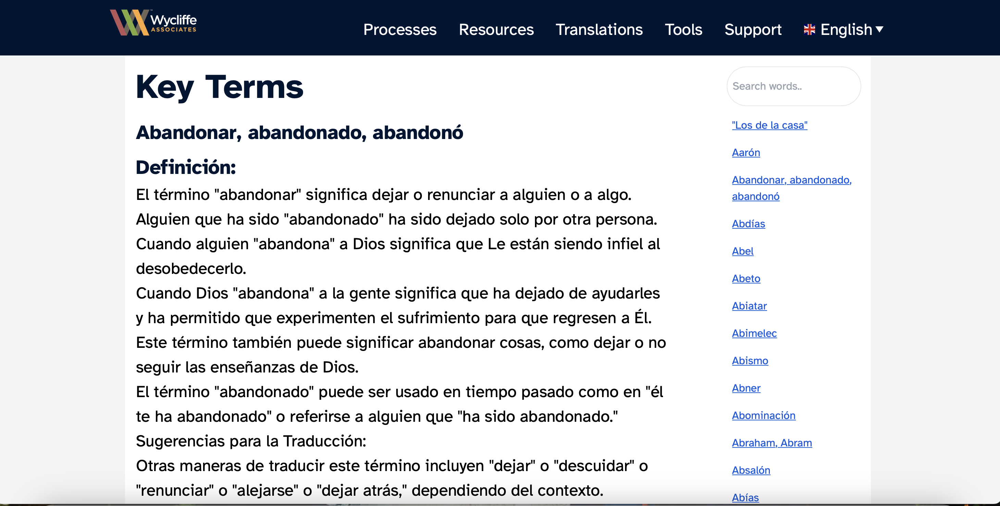 Wycliffe
ASSOCIATES
Processes Resources Translations Tools Support English
Key Terms
Abandonar, abandonado, abandonó
Definición:
El término "abandonar" significa dejar o renunciar a alguien o a algo.
Alguien que ha sido "abandonado" ha sido dejado solo por otra persona.
Cuando alguien "abandona" a Dios significa que Le están siendo infiel al
desobedecerlo.
Cuando Dios "abandona" a la gente significa que ha dejado de ayudarles
y ha permitido que experimenten el sufrimiento para que regresen a Él.
Este término también puede significar abandonar cosas, como dejar o no
seguir las enseñanzas de Dios.
El término "abandonado" puede ser usado en tiempo pasado como en "él
te ha abandonado" o referirse a alguien que "ha sido abandonado."
Sugerencias para la Traducción:
Otras maneras de traducir este término incluyen "dejar" o "descuidar" o
"renunciar" o "alejarse" o "dejar atrás," dependiendo del contexto.
Search words..
"Los de la casa"
Aarón
Abandonar, abandonado,
abandonó
Abdías
Abel
Abeto
Abiatar
Abimelec
Abismo
Abner
Abominación
Abraham, Abram
Absalón
Abías